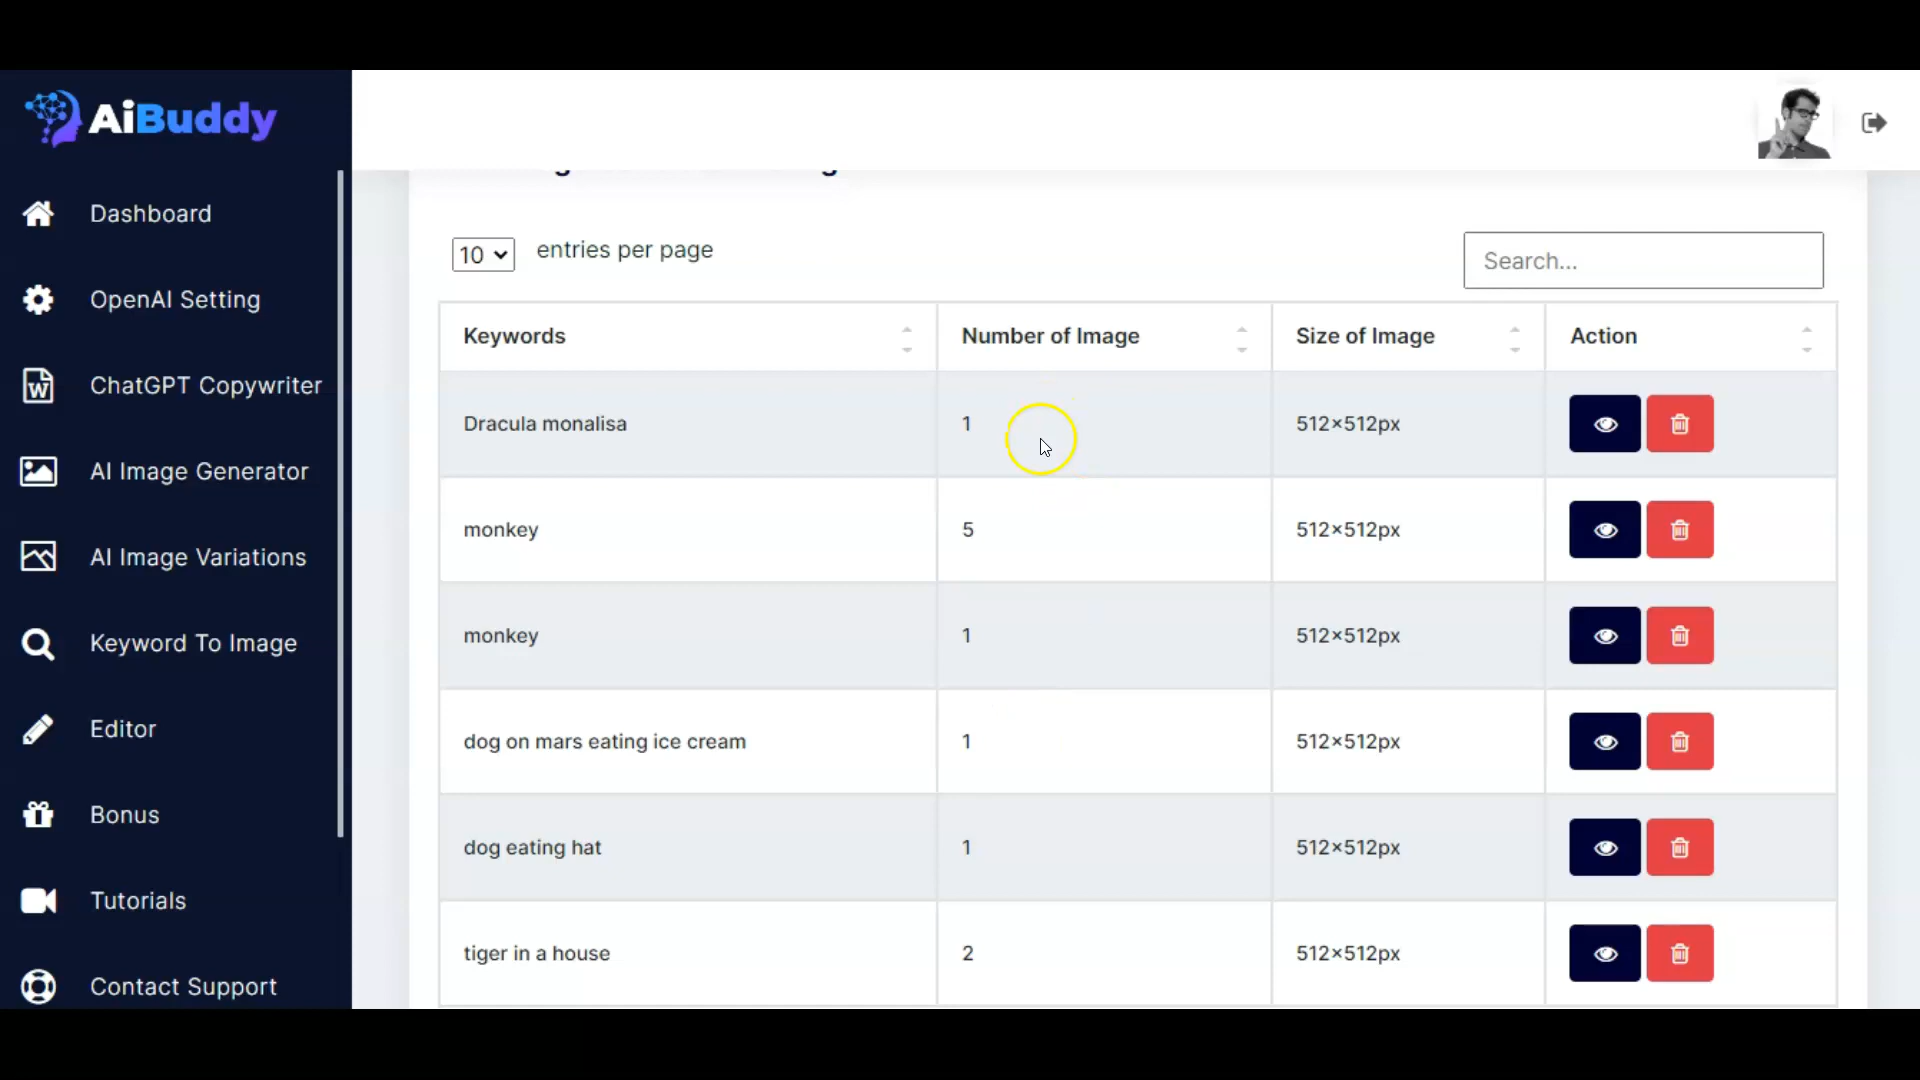 AiBuddy
Dashboard
OpenAI Setting
ChatGPT Copywriter
AI Image Generator
AI Image Variations
Keyword To Image
Editor
Bonus
Tutorials
Contact Support
10 entries per page
Search...
Keywords Number of Image Size of Image Action
Dracula monalisa 1 512×512px
monkey 5 512×512px
monkey 1 512×512px
dog on mars eating ice cream 1 512×512px
dog eating hat 1 512×512px
tiger in a house 2 512×512px